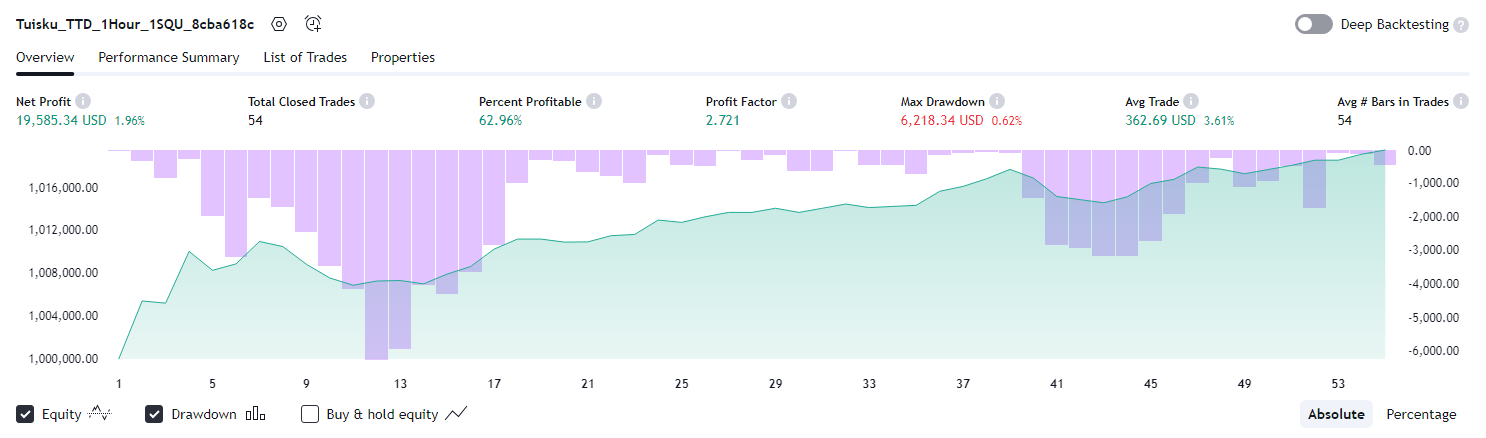 Tuisku_TTD_1Hour_1SQU_8cba618c
Deep Backtesting ?
Overview Performance Summary List of Trades Properties
Net Profit Total Closed Trades Percent Profitable Profit Factor Max Drawdown Avg Trade Avg # Bars in Trades
19,585.34 USD 1.96% 54 62.96% 2.721 6,218.34 USD 0.62% 362.69 USD 3.61% 54
0.00
1,016,000.00 -1,000.00
-2,000.00
1,012,000.00 -3,000.00
1,008,000.00 -4,000.00
1,004,000.00 -5,000.00
1,000,000.00 -6,000.00
1 5 9 13 17 21 25 29 33 37 41 45 49 53
Equity Drawdown Buy & hold equity Absolute Percentage